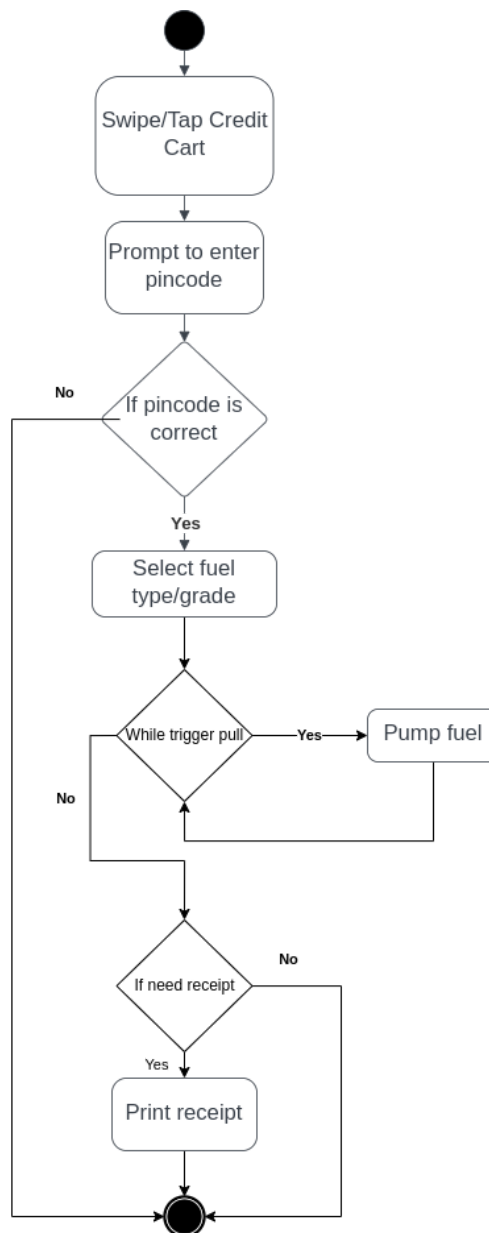 Swipe/Tap Credit
Cart
Prompt to enter
pincode
No
If pincode is
correct
Yes
Select fuel
type/grade
While trigger pull
Yes
Pump fuel
No
If need receipt
No
Yes
Print receipt